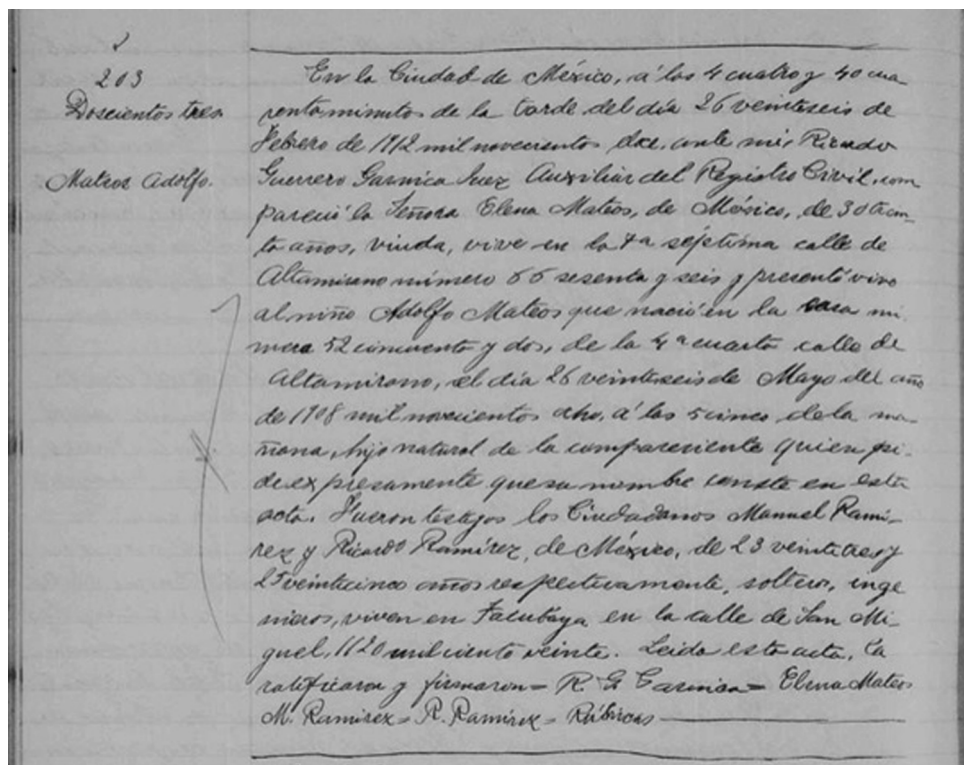 203
Doscientos tres
Mateos Adolfo.
En la Ciudad de México, á las 4 cuatro y 40 cua
renta minutos de la tarde del día 26 veintiseis de
Febrero de 1912 mil novecientos doce, ante mi, Ricardo
Guerrero Garnica Juez Auxiliar del Registro Civil, com
pareció la Señora Elena Mateos, de México, de 30 trein_
ta años, viuda, vive en la 7a séptima calle de
Altamirano número 66 sesenta y seis y presentó vivo
al niño Adolfo Mateos que nació en la casa nú
mero 52 cincuenta y dos, de la 4a cuarta calle de
Altamirano, el día 26 veintiseis de Mayo del año
de 1908 mil novecientos ocho, á las 5 cinco de la ma
ñana, hijo natural de la compareciente quien pi-
de expresamente que su nombre conste en esta
acta. Fueron testigos los Ciudadanos Manuel Rami-
rez y Ricardo Ramírez, de México, de 23 veintitres y
25 veinticinco años respectivamente, solteros, inge
nieros, viven en Tacubaya en la calle de San Mi-
guel, 1120 mil ciento veinte. Leida esta acta, la
ratificaron y firmaron = R. G. Garnica = Elena Mateos
M. Ramirez = R. Ramirez = Rúbricas